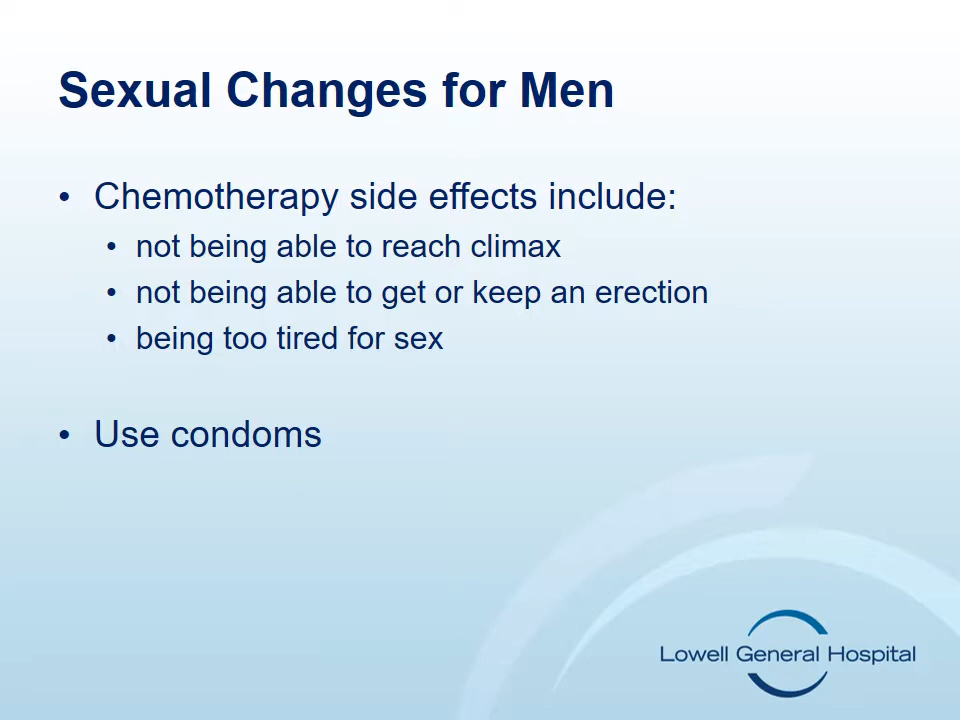 Sexual Changes for Men
• Chemotherapy side effects include:
• not being able to reach climax
• not being able to get or keep an erection
• being too tired for sex
• Use condoms
Lowell General Hospital